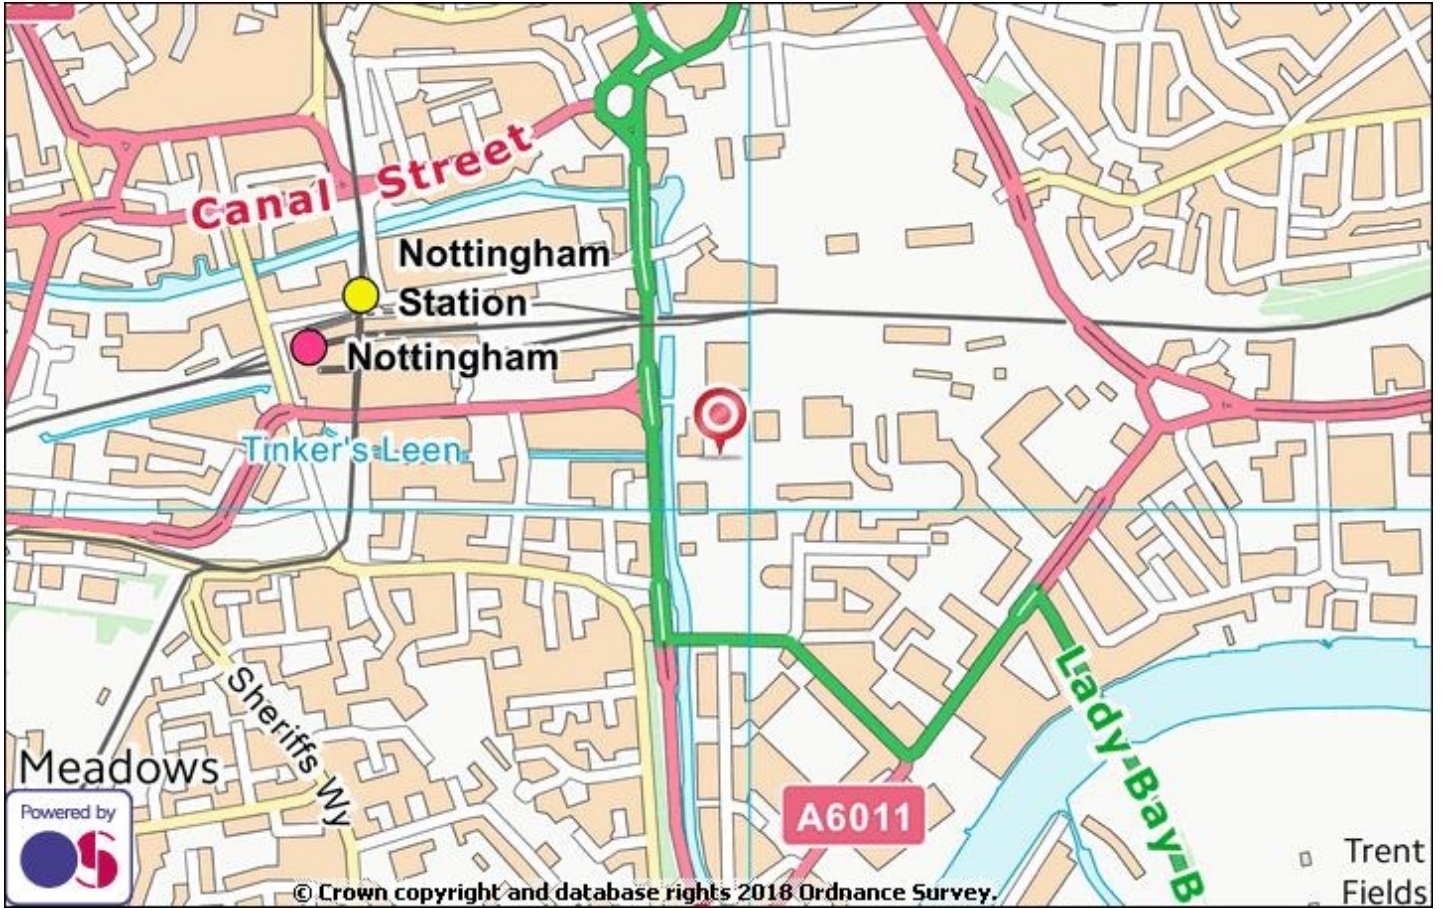 Canal Street
Nottingham
Station
Nottingham
Tinker's Leen
Sheriffs Wy
Lady-Bay-B
Meadows
Powered by
OS
A6011
Trent
Fields
© Crown copyright and database rights 2018 Ordnance Survey.